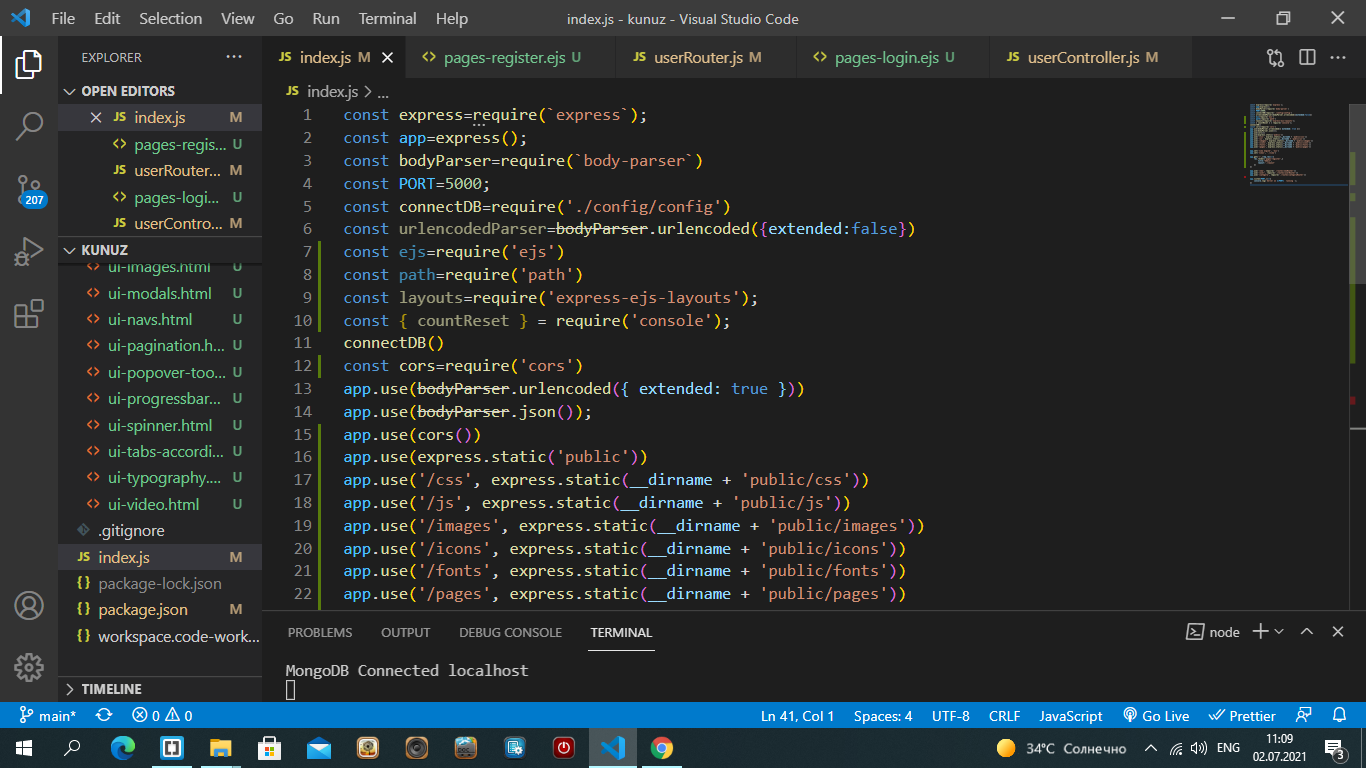 File Edit Selection View Go Run Terminal Help index.js - kunuz - Visual Studio Code
EXPLORER ...
JS index.js M <> pages-register.ejs U JS userRouter.js M <> pages-login.ejs U JS userController.js M ...
OPEN EDITORS
JS index.js M
<> pages-regis... U
JS userRouter... M
<> pages-logi... U
JS userContro... M
207
KUNUZ
<> ui-images.html U
<> ui-modals.html U
<> ui-navs.html U
<> ui-pagination.h... U
<> ui-popover-too... U
<> ui-progressbar... U
<> ui-spinner.html U
<> ui-tabs-accordi... U
<> ui-typography.... U
<> ui-video.html U
.gitignore
JS index.js M
{} package-lock.json
{} package.json M
{} workspace.code-work...
TIMELINE
JS index.js > ...
1 const express=require(`express`);
2 const app=express();
3 const bodyParser=require(`body-parser`)
4 const PORT=5000;
5 const connectDB=require('./config/config')
6 const urlencodedParser=bodyParser.urlencoded({extended:false})
7 const ejs=require('ejs')
8 const path=require('path')
9 const layouts=require('express-ejs-layouts');
10 const { countReset } = require('console');
11 connectDB()
12 const cors=require('cors')
13 app.use(bodyParser.urlencoded({ extended: true }))
14 app.use(bodyParser.json());
15 app.use(cors())
16 app.use(express.static('public'))
17 app.use('/css', express.static(__dirname + 'public/css'))
18 app.use('/js', express.static(__dirname + 'public/js'))
19 app.use('/images', express.static(__dirname + 'public/images'))
20 app.use('/icons', express.static(__dirname + 'public/icons'))
21 app.use('/fonts', express.static(__dirname + 'public/fonts'))
22 app.use('/pages', express.static(__dirname + 'public/pages'))
PROBLEMS OUTPUT DEBUG CONSOLE TERMINAL node
MongoDB Connected localhost
main* 0 0 Ln 41, Col 1 Spaces: 4 UTF-8 CRLF JavaScript Go Live Prettier
34°C Солнечно ENG 11:09
02.07.2021 3